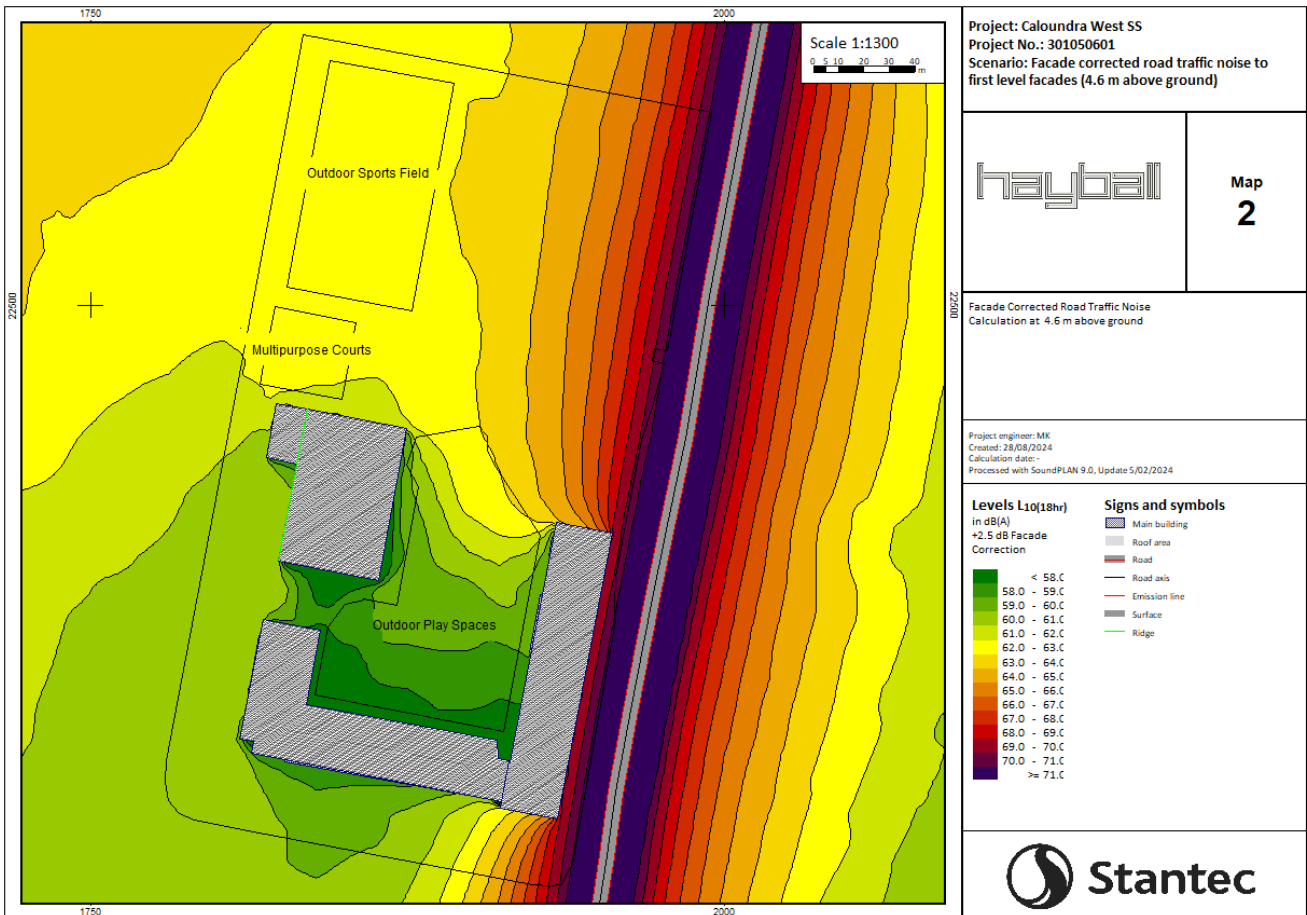 1750
2000
Scale 1:1300
0 5 10 20 30 40
m
Outdoor Sports Field
22500
22500
Multipurpose Courts
Outdoor Play Spaces
1750
2000
Project: Caloundra West SS
Project No.: 301050601
Scenario: Facade corrected road traffic noise to
first level facades (4.6 m above ground)
hayball
Map
2
Facade Corrected Road Traffic Noise
Calculation at 4.6 m above ground
Project engineer: MK
Created: 28/08/2024
Calculation date: -
Processed with SoundPLAN 9.0, Update 5/02/2024
Levels L10(18hr)
in dB(A)
+2.5 dB Facade
Correction
< 58.0
58.0 - 59.0
59.0 - 60.0
60.0 - 61.0
61.0 - 62.0
62.0 - 63.0
63.0 - 64.0
64.0 - 65.0
65.0 - 66.0
66.0 - 67.0
67.0 - 68.0
68.0 - 69.0
69.0 - 70.0
70.0 - 71.0
>= 71.0
Signs and symbols
Main building
Roof area
Road
Road axis
Emission line
Surface
Ridge
Stantec